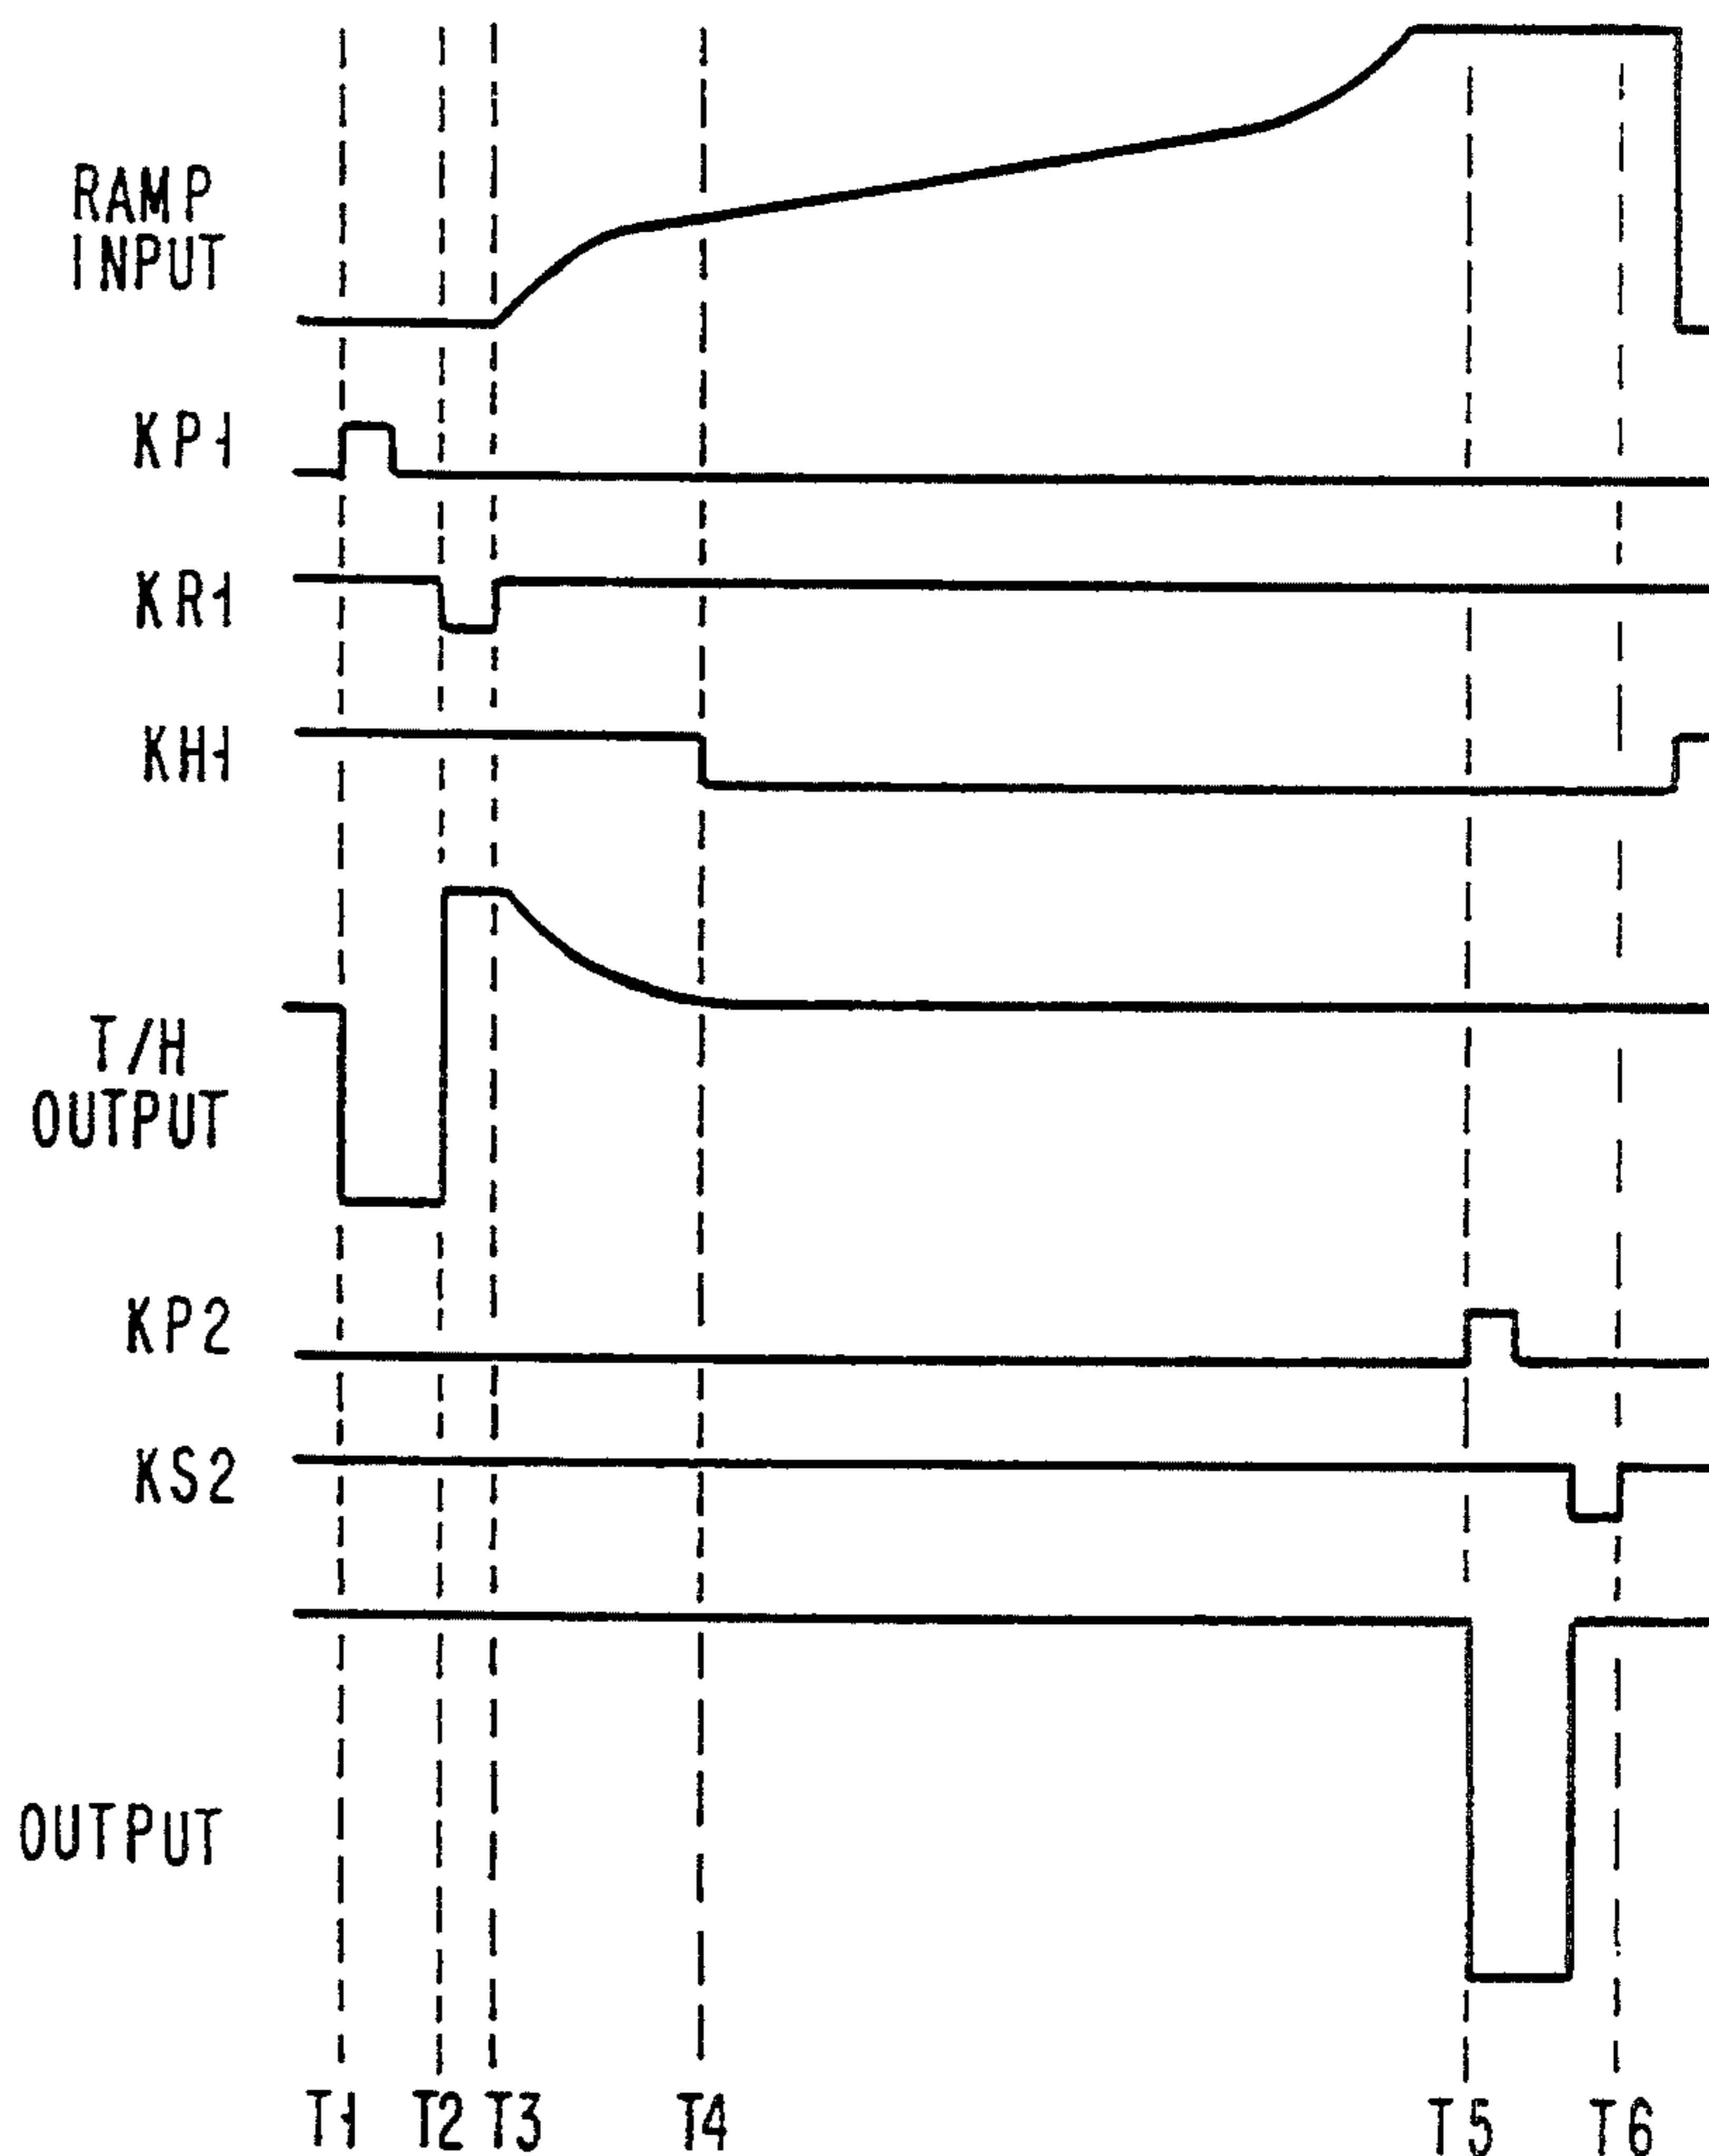 RAMP
INPUT
KP1
KR1
KH1
T/H
OUTPUT
KP2
KS2
OUTPUT
T1 T2 T3 T4 T5 T6